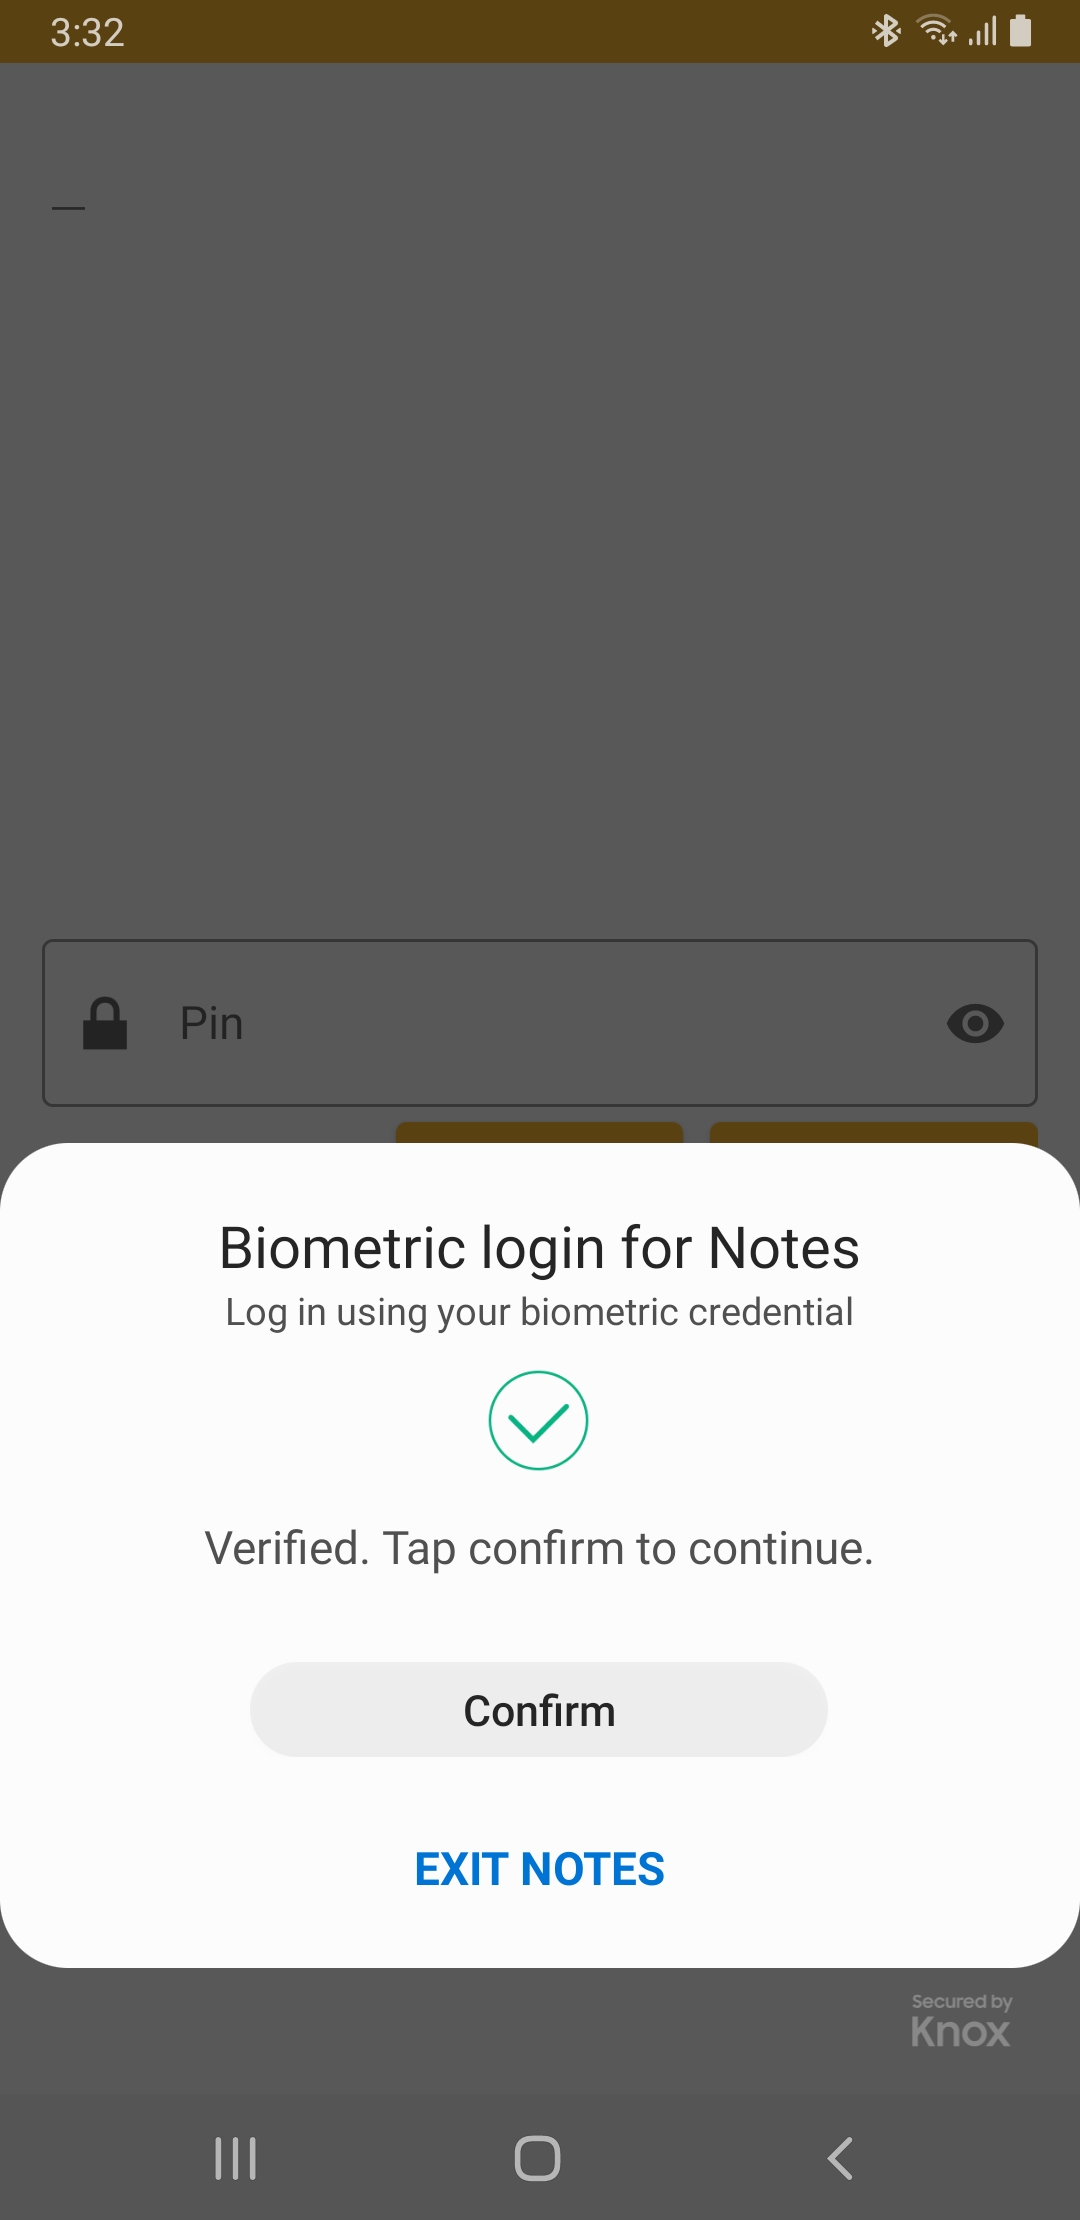 3:32
Pin
Biometric login for Notes
Log in using your biometric credential
Verified. Tap confirm to continue.
Confirm
EXIT NOTES
Secured by
Knox